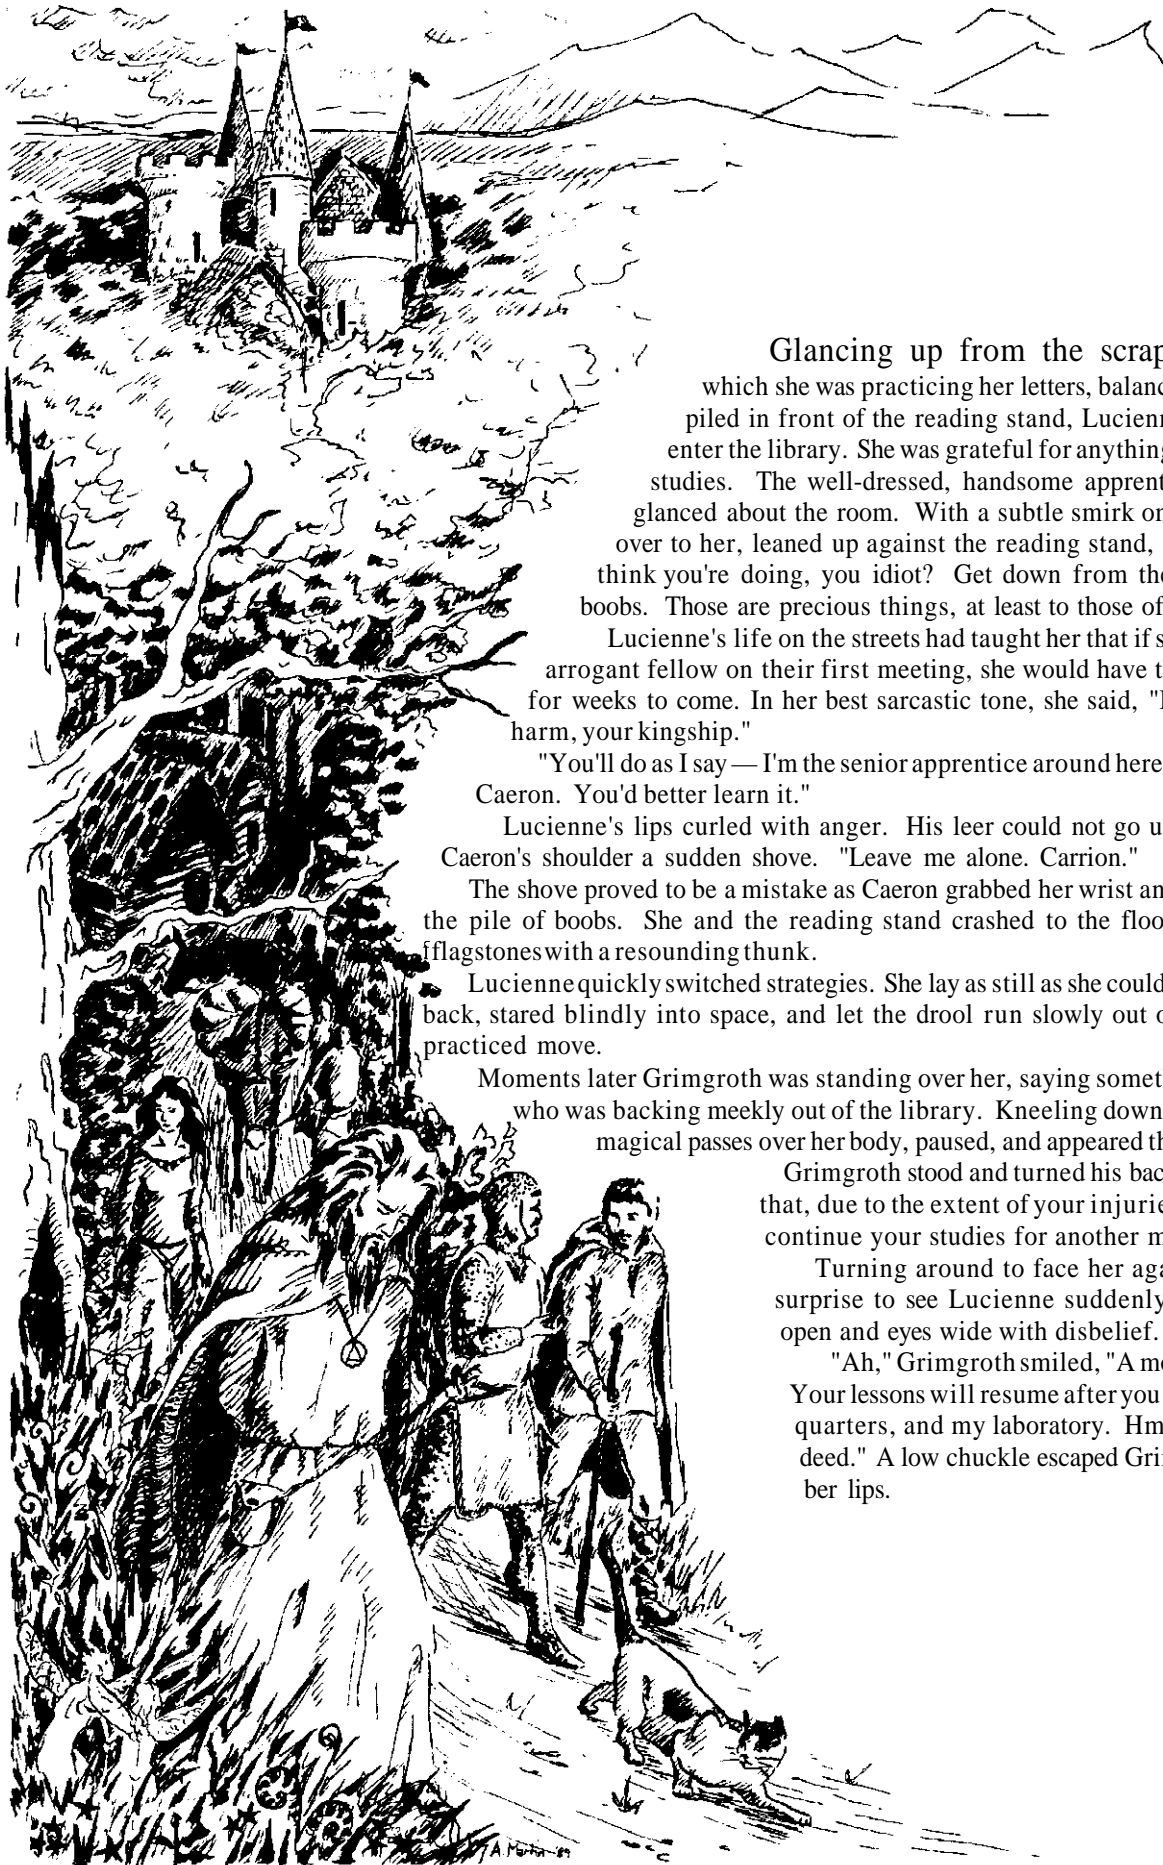 Glancing up from the scrap
which she was practicing her letters, balanc
piled in front of the reading stand, Lucienn
enter the library. She was grateful for anything
studies. The well-dressed, handsome apprent
glanced about the room. With a subtle smirk on
over to her, leaned up against the reading stand,
think you're doing, you idiot? Get down from the
boobs. Those are precious things, at least to those of
Lucienne's life on the streets had taught her that if s
arrogant fellow on their first meeting, she would have t
for weeks to come. In her best sarcastic tone, she said, "I
harm, your kingship."
"You'll do as I say — I'm the senior apprentice around here
Caeron. You'd better learn it."
Lucienne's lips curled with anger. His leer could not go u
Caeron's shoulder a sudden shove. "Leave me alone. Carrion."
The shove proved to be a mistake as Caeron grabbed her wrist an
the pile of boobs. She and the reading stand crashed to the floo
fflagstones with a resounding thunk.
Lucienne quickly switched strategies. She lay as still as she could
back, stared blindly into space, and let the drool run slowly out o
practiced move.
Moments later Grimgroth was standing over her, saying somet
who was backing meekly out of the library. Kneeling down
magical passes over her body, paused, and appeared th
Grimgroth stood and turned his bac
that, due to the extent of your injurie
continue your studies for another m
Turning around to face her aga
surprise to see Lucienne suddenly
open and eyes wide with disbelief.
"Ah," Grimgroth smiled, "A mo
Your lessons will resume after you
quarters, and my laboratory. Hm
deed." A low chuckle escaped Gri
ber lips.
A. Martin '89